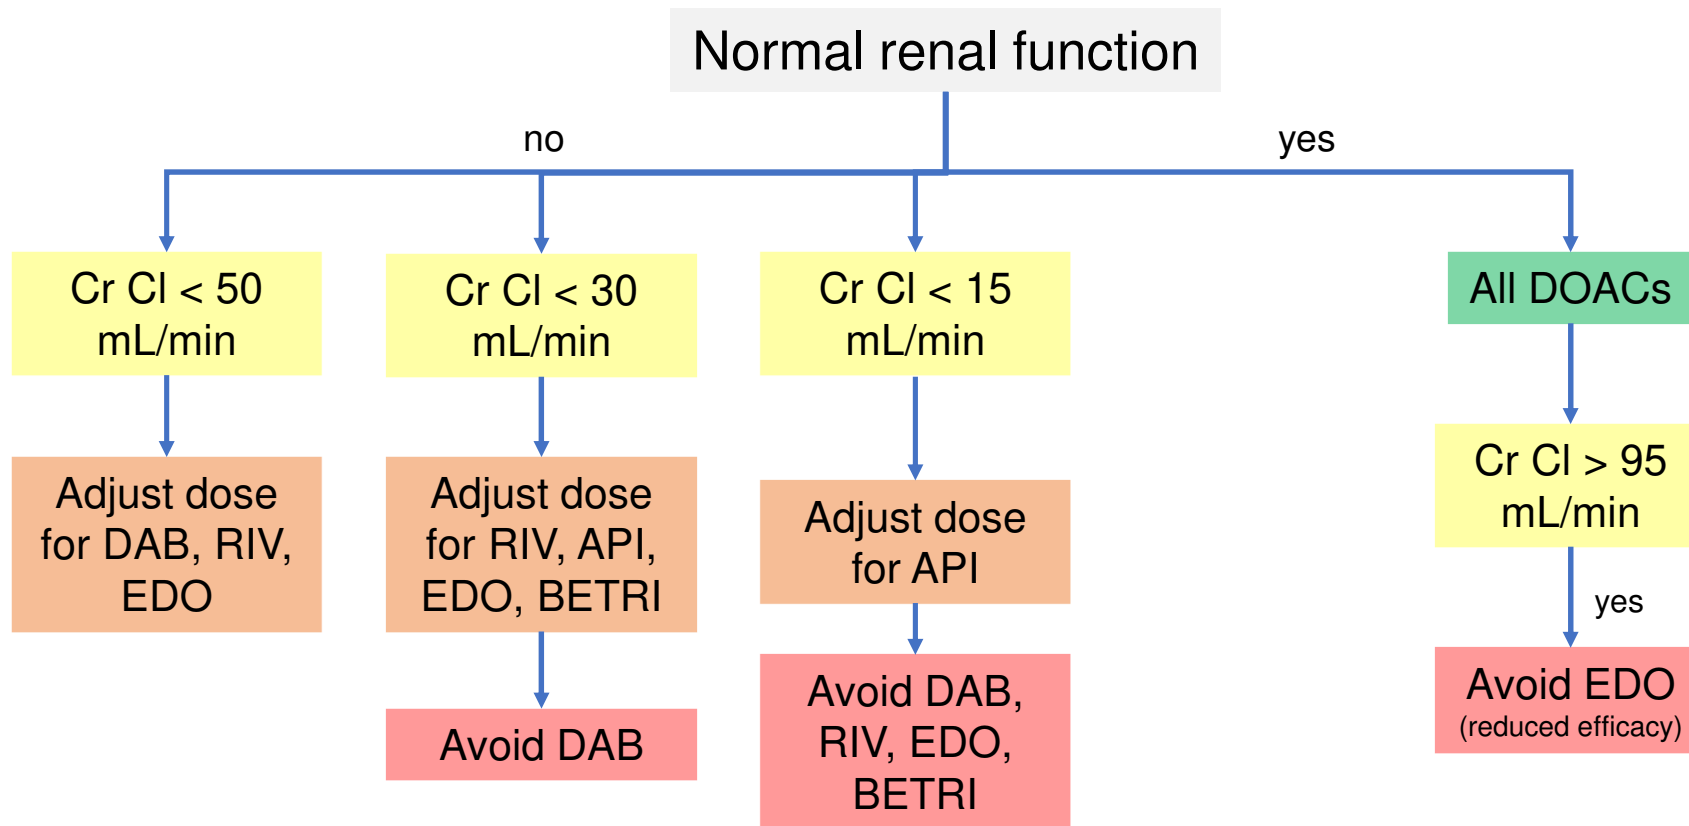 Normal renal function
no
yes
Cr Cl < 50
mL/min
Adjust dose
for DAB, RIV,
EDO
Cr Cl < 30
mL/min
Adjust dose
for RIV, API,
EDO, BETRI
Avoid DAB
Cr Cl < 15
mL/min
Adjust dose
for API
Avoid DAB,
RIV, EDO,
BETRI
All DOACs
Cr Cl > 95
mL/min
yes
Avoid EDO
(reduced efficacy)